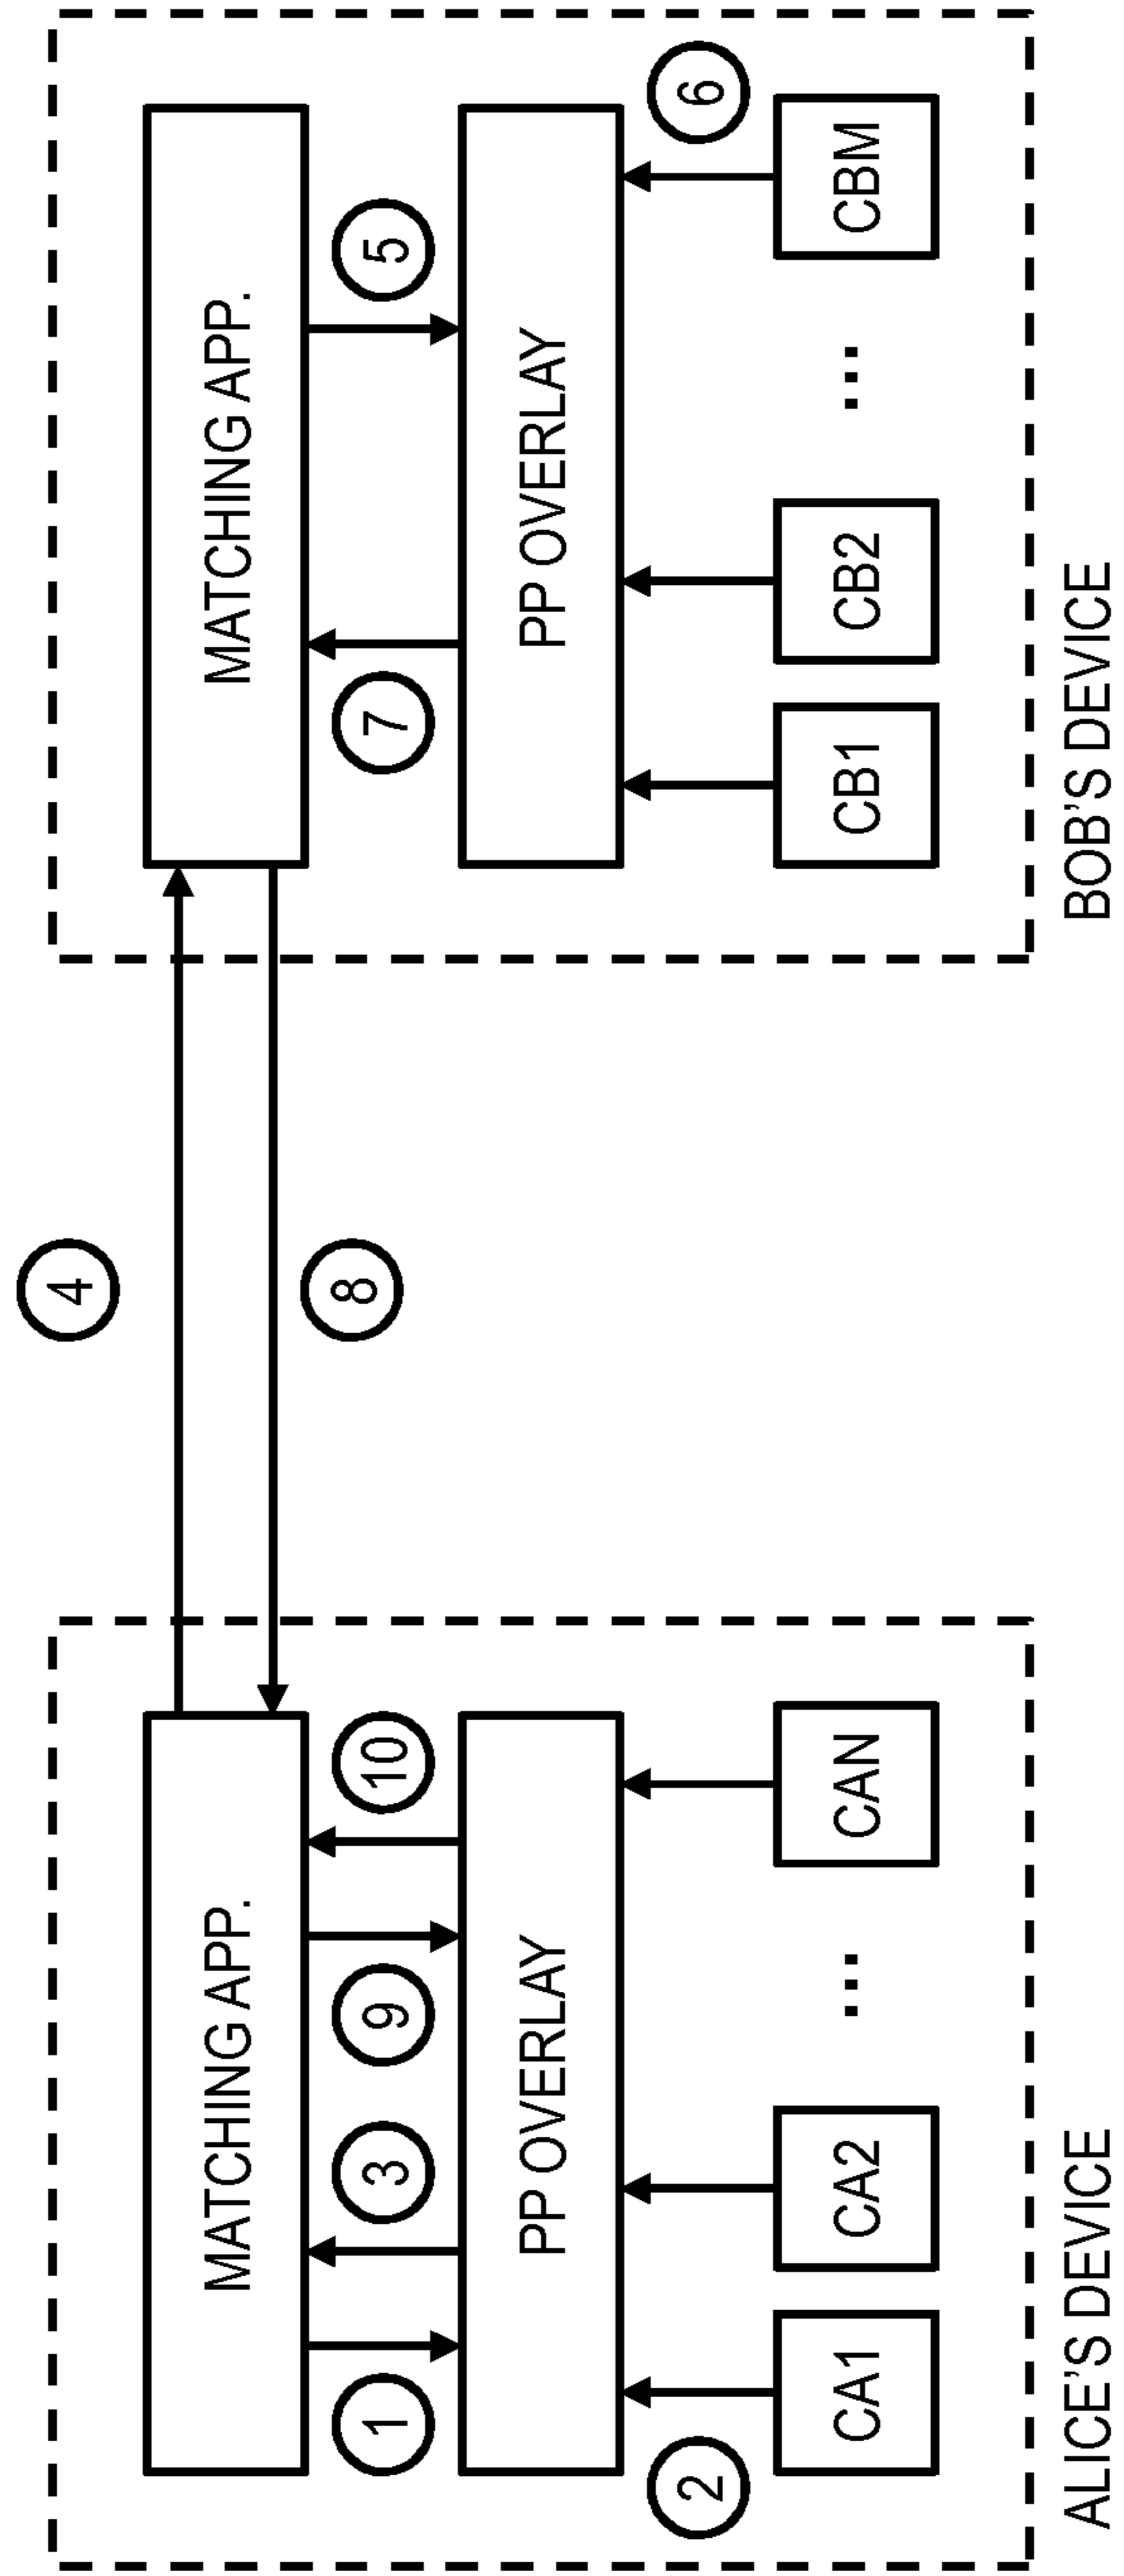 4
8
MATCHING APP.
1
3
9
10
PP OVERLAY
2
CA1
CA2
...
CAN
ALICE'S DEVICE
MATCHING APP.
7
5
PP OVERLAY
6
CB1
CB2
...
CBM
BOB'S DEVICE